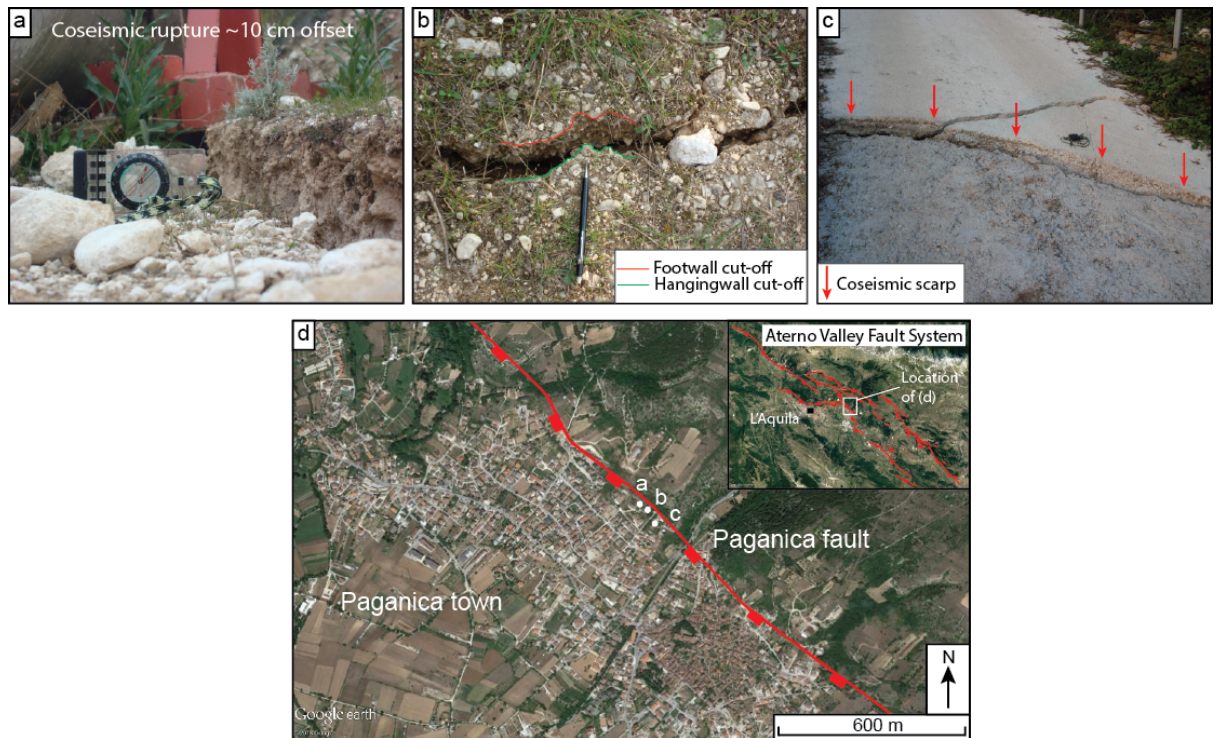 a
Coseismic rupture ~10 cm offset
b
Footwall cut-off
Hangingwall cut-off
c
Coseismic scarp
d
Aterno Valley Fault System
Location
of (d)
L'Aquila
a
b
c
Paganica fault
Paganica town
N
Google earth
600 m